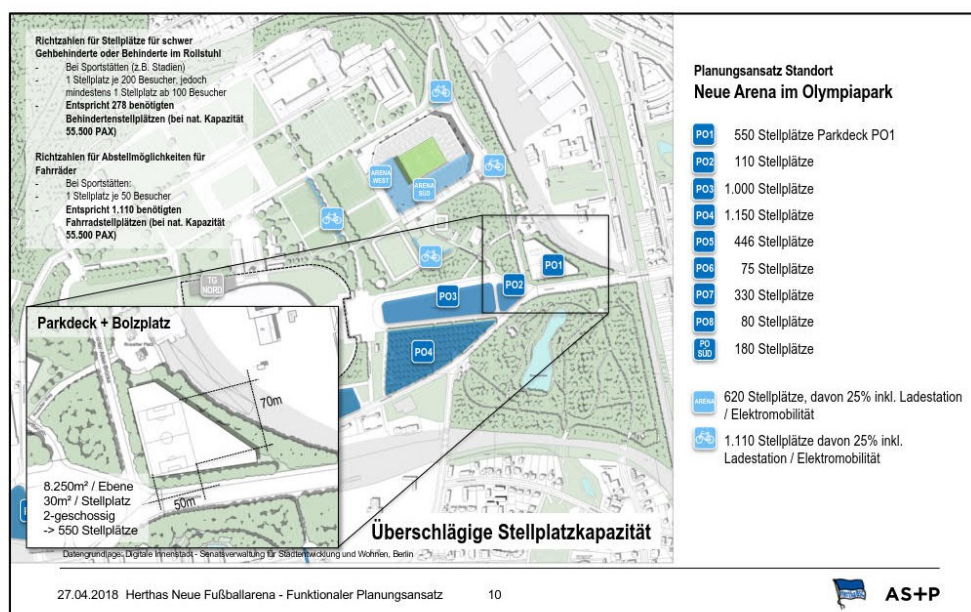 Richtzahlen für Stellplätze für schwer
Gehbehinderte oder Behinderte im Rollstuhl
- Bei Sportstätten (z.B. Stadien)
- 1 Stellplatz je 200 Besucher, jedoch
mindestens 1 Stellplatz ab 100 Besucher
- Entspricht 278 benötigten
Behindertenstellplätzen (bei nat. Kapazität
55.500 PAX)
Richtzahlen für Abstellmöglichkeiten für
Fahrräder
- Bei Sportstätten:
- 1 Stellplatz je 50 Besucher
- Entspricht 1.110 benötigten
Fahrradstellplätzen (bei nat. Kapazität
55.500 PAX)
ARENA
WEST
ARENA
SÜD
TG
NORD
PO1
PO2
PO3
PO4
Parkdeck + Bolzplatz
70m
50m
8.250m² / Ebene
30m² / Stellplatz
2-geschossig
-> 550 Stellplätze
Überschlägige Stellplatzkapazität
Datengrundlage: Digitale Innenstadt - Senatsverwaltung für Stadtentwicklung und Wohnen, Berlin
Planungsansatz Standort
Neue Arena im Olympiapark
PO1 550 Stellplätze Parkdeck PO1
PO2 110 Stellplätze
PO3 1.000 Stellplätze
PO4 1.150 Stellplätze
PO5 446 Stellplätze
PO6 75 Stellplätze
PO7 330 Stellplätze
PO8 80 Stellplätze
PO
SÜD 180 Stellplätze
ARENA 620 Stellplätze, davon 25% inkl. Ladestation
/ Elektromobilität
1.110 Stellplätze davon 25% inkl.
Ladestation / Elektromobilität
27.04.2018 Herthas Neue Fußballarena - Funktionaler Planungsansatz 10
AS+P